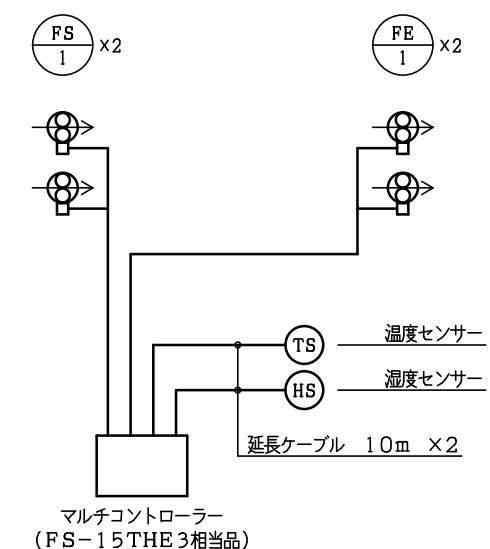 FS
1
×2
FE
1
×2
TS
温度センサー
HS
湿度センサー
延長ケーブル 10m ×2
マルチコントローラー
(FS-15THE3相当品)